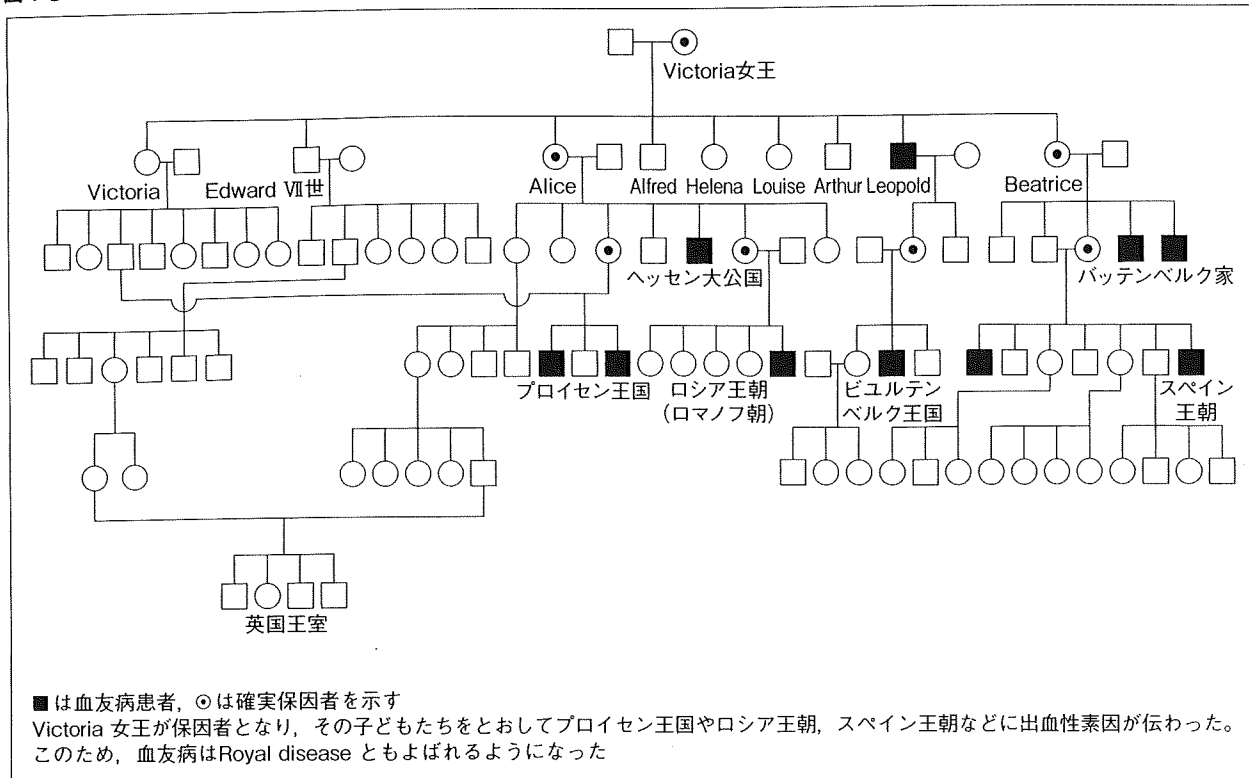 Victoria女王
Victoria
Edward Ⅶ世
Alice
Alfred
Helena
Louise
Arthur
Leopold
Beatrice
ヘッセン大公国
バッテンベルク家
プロイセン王国
ロシア王朝
(ロマノフ朝)
ビュルテン
ベルク王国
スペイン
王朝
英国王室
■は血友病患者，⊙は確実保因者を示す
Victoria 女王が保因者となり，その子どもたちをとおしてプロイセン王国やロシア王朝，スペイン王朝などに出血性素因が伝わった。
このため，血友病はRoyal disease ともよばれるようになった